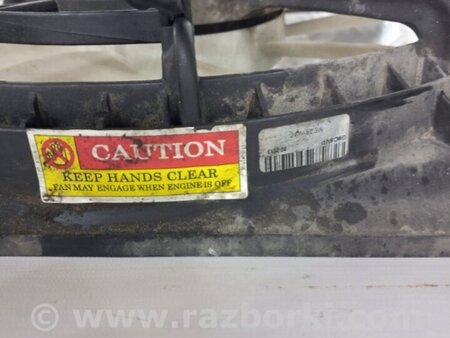 CAUTION
KEEP HANDS CLEAR
FAN MAY ENGAGE WHEN ENGINE IS OFF
www.razborki.com